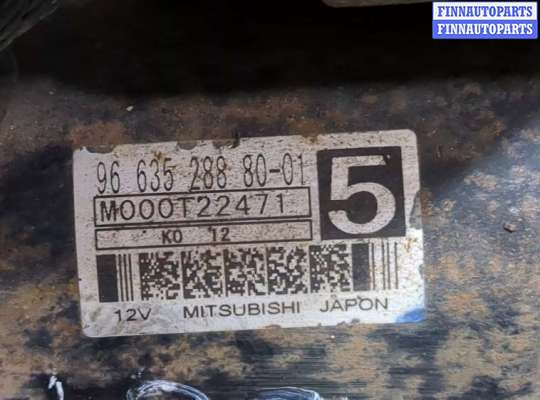 FINNAUTOPARTS
FINNAUTOPARTS
96 635 288 80-01
5
M000T22471
K0 12
12V MITSUBISHI JAPON